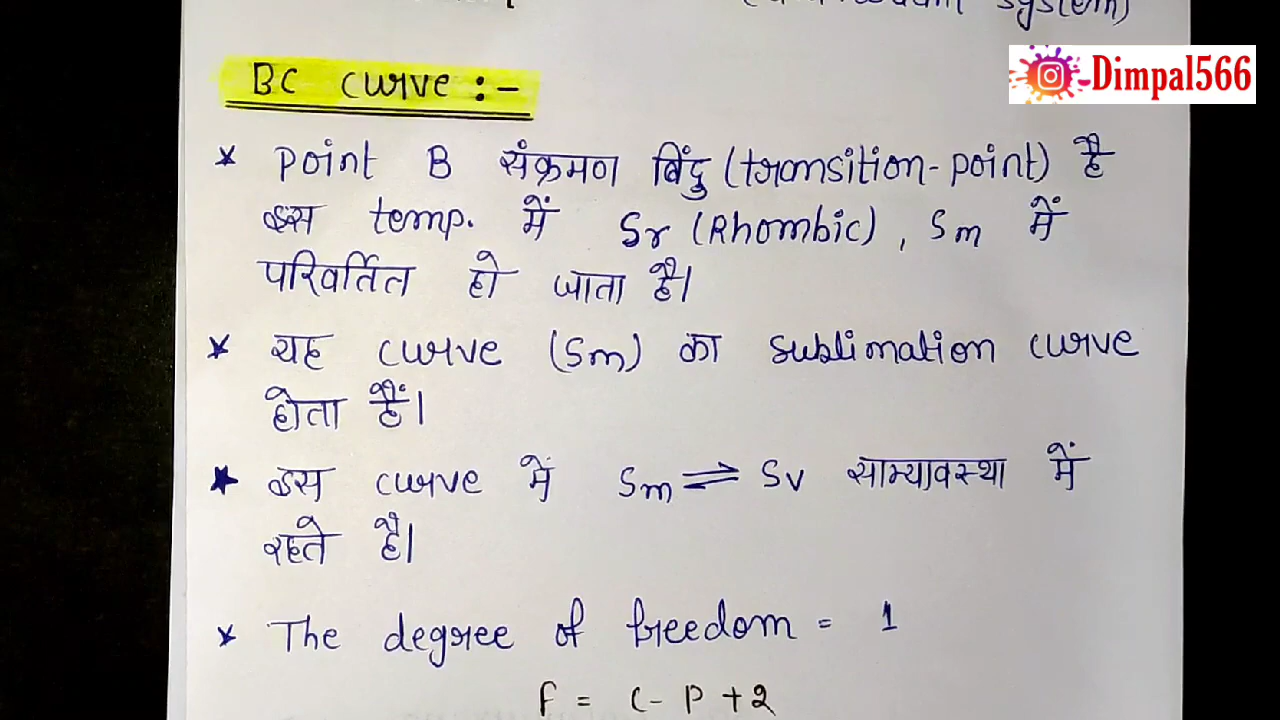 system)
Dimpal566
BC curve :-
* Point B संक्रमण बिंदु (transition-point) है
इस temp. में Sr (Rhombic), Sm में
परिवर्तित हो जाता है।
* यह curve (Sm) का sublimation curve
होता हैं।
* इस curve में Sm ⇌ Sv साम्यावस्था में
रहते है।
* The degree of freedom = 1
F = C - P + 2